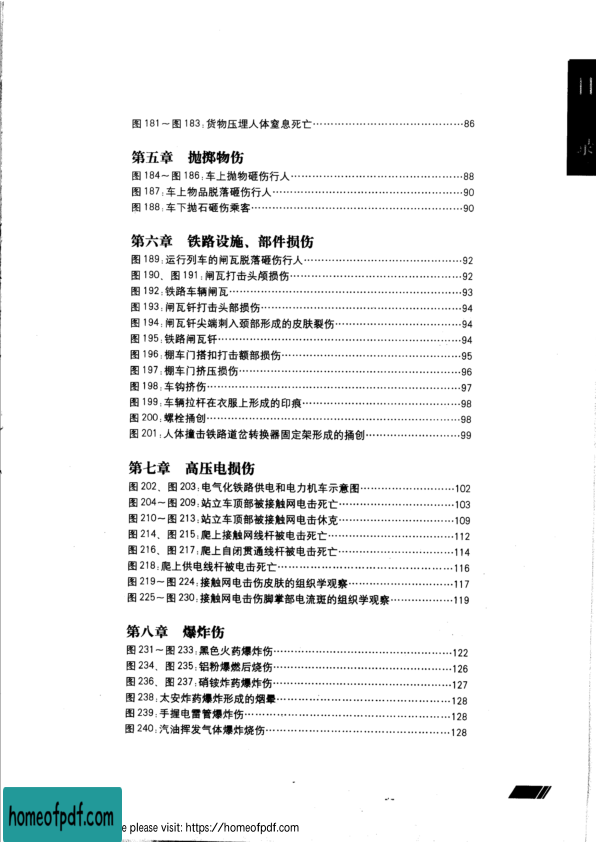 目录
图 181～图 183:货物压埋人体窒息死亡……………………………………86
第五章 抛掷物伤
图 184～图 186:车上抛物砸伤行人…………………………………………88
图 187:车上物品脱落砸伤行人………………………………………………90
图 188:车下抛石砸伤乘客……………………………………………………90
第六章 铁路设施、部件损伤
图 189:运行列车的闸瓦脱落砸伤行人………………………………………92
图 190、图 191:闸瓦打击头颅损伤…………………………………………92
图 192:铁路车辆闸瓦…………………………………………………………93
图 193:闸瓦钎打击头部损伤…………………………………………………94
图 194:闸瓦钎尖端刺入颈部形成的皮肤裂伤………………………………94
图 195:铁路闸瓦钎……………………………………………………………94
图 196:棚车门搭扣打击额部损伤……………………………………………95
图 197:棚车门挤压损伤………………………………………………………96
图 198:车钩挤伤………………………………………………………………97
图 199:车辆拉杆在衣服上形成的印痕………………………………………98
图 200:螺栓捅创………………………………………………………………98
图 201:人体撞击铁路道岔转换器固定架形成的捅创………………………99
第七章 高压电损伤
图 202、图 203:电气化铁路供电和电力机车示意图………………………102
图 204～图 209:站立车顶部被接触网电击死亡……………………………103
图 210～图 213:站立车顶部被接触网电击休克……………………………109
图 214、图 215:爬上接触网线杆被电击死亡………………………………112
图 216、图 217:爬上自闭贯通线杆被电击死亡……………………………114
图 218:爬上供电线杆被电击死亡……………………………………………116
图 219～图 224:接触网电击伤皮肤的组织学观察…………………………117
图 225～图 230:接触网电击伤脚掌部电流斑的组织学观察………………119
第八章 爆炸伤
图 231～图 233:黑色火药爆炸伤……………………………………………122
图 234、图 235:铝粉爆燃后烧伤……………………………………………126
图 236、图 237:硝铵炸药爆炸伤……………………………………………127
图 238:太安炸药爆炸形成的烟晕……………………………………………128
图 239:手握电雷管爆炸伤……………………………………………………128
图 240:汽油挥发气体爆炸烧伤………………………………………………128
homeofpdf.com
e please visit: https://homeofpdf.com